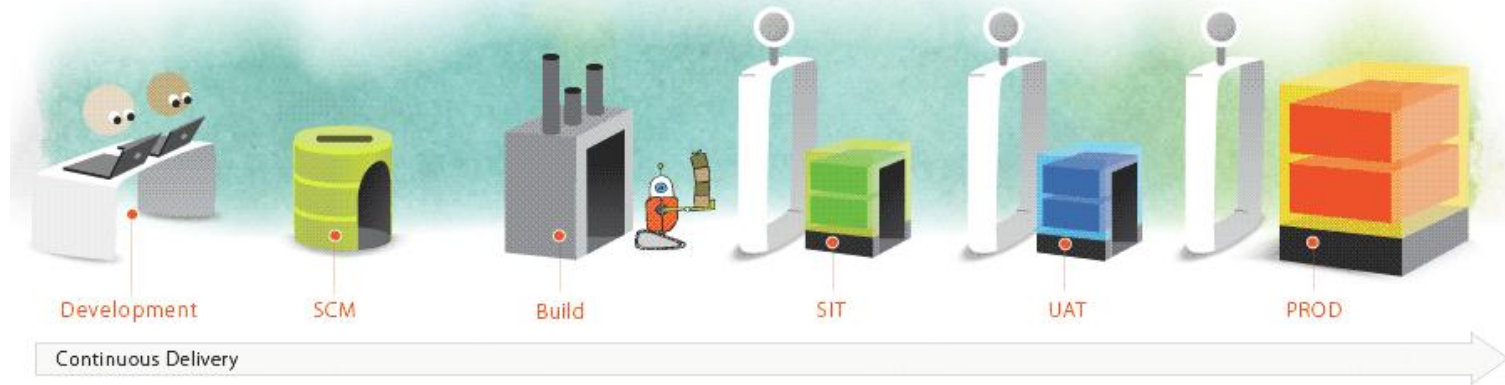 Development
SCM
Build
SIT
UAT
PROD
Continuous Delivery